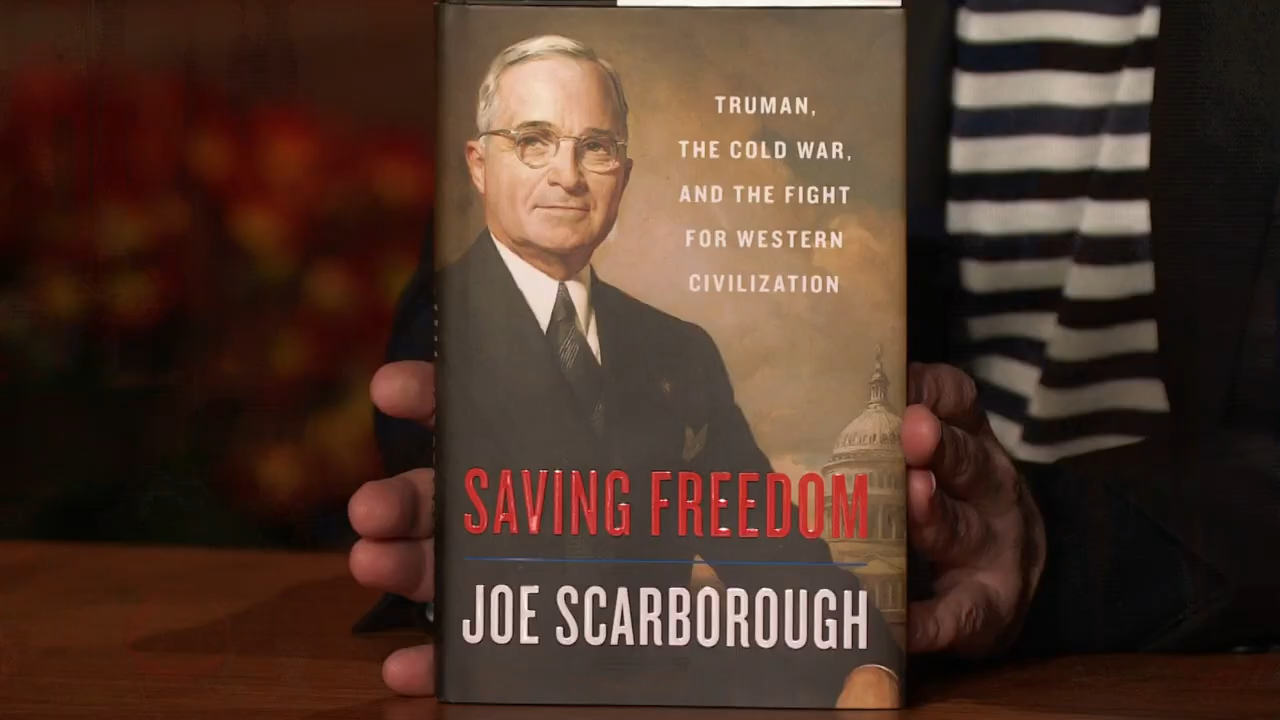 TRUMAN,
THE COLD WAR,
AND THE FIGHT
FOR WESTERN
CIVILIZATION
SAVING FREEDOM
JOE SCARBOROUGH